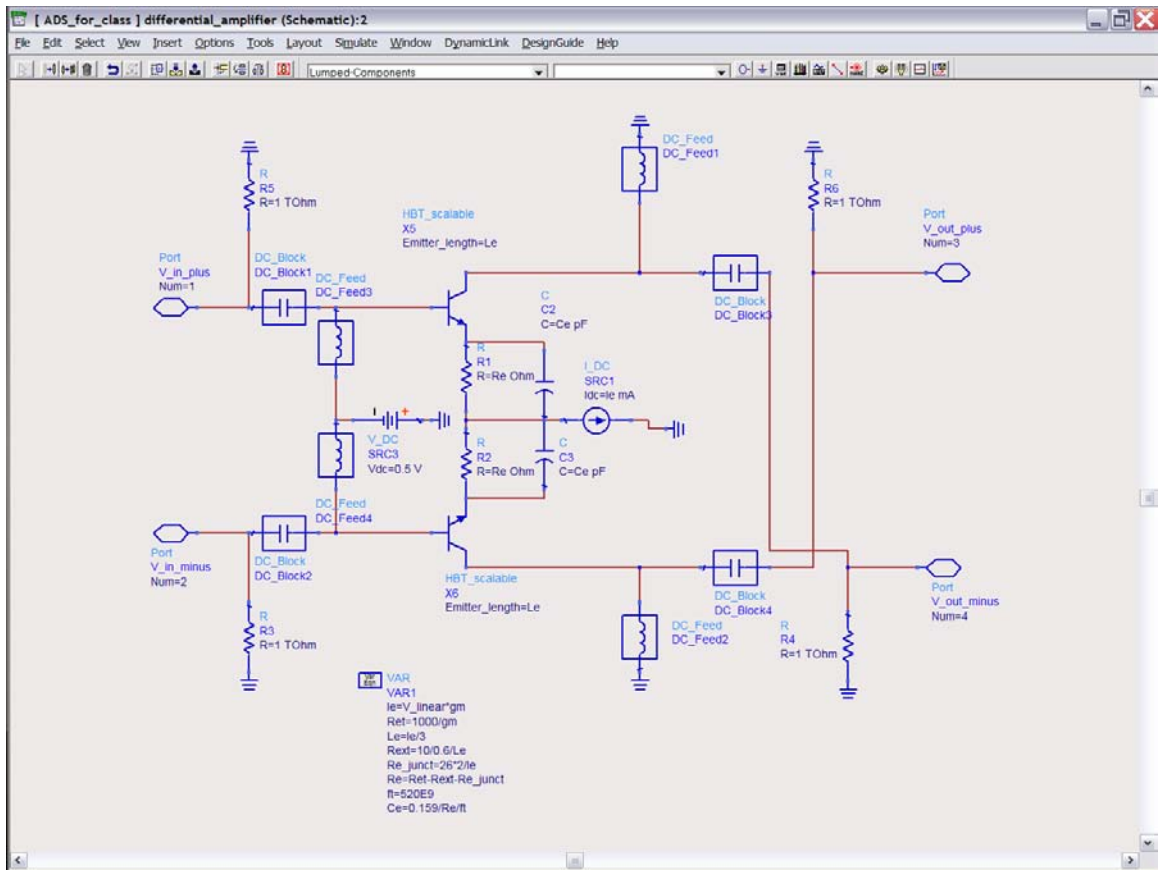 [ ADS_for_class ] differential_amplifier (Schematic):2
File Edit Select View Insert Options Tools Layout Simulate Window DynamicLink DesignGuide Help
Lumped-Components
DC_Feed
DC_Feed1
R
R5
R=1 TOhm
R
R6
R=1 TOhm
HBT_scalable
X5
Emitter_length=Le
Port
V_out_plus
Num=3
Port
V_in_plus
Num=1
DC_Block
DC_Block1
DC_Feed
DC_Feed3
C
C2
C=Ce pF
DC_Block
DC_Block3
R
R1
R=Re Ohm
I_DC
SRC1
Idc=Ie mA
+
V_DC
SRC3
Vdc=0.5 V
R
R2
R=Re Ohm
C
C3
C=Ce pF
DC_Feed
DC_Feed4
Port
V_in_minus
Num=2
DC_Block
DC_Block2
HBT_scalable
X6
Emitter_length=Le
DC_Block
DC_Block4
Port
V_out_minus
Num=4
R
R3
R=1 TOhm
DC_Feed
DC_Feed2
R
R4
R=1 TOhm
VAR
VAR1
Ie=V_linear*gm
Ret=1000/gm
Le=Ie/3
Rext=10/0.6/Le
Re_junct=26*2/Ie
Re=Ret-Rext-Re_junct
ft=520E9
Ce=0.159/Re/ft